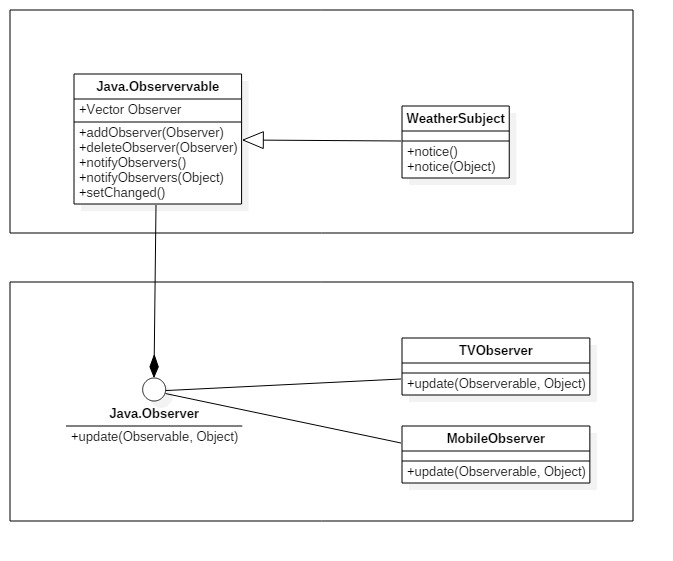 Java.Observervable
+Vector Observer
+addObserver(Observer)
+deleteObserver(Observer)
+notifyObservers()
+notifyObservers(Object)
+setChanged()
WeatherSubject
+notice()
+notice(Object)
Java.Observer
+update(Observable, Object)
TVObserver
+update(Observerable, Object)
MobileObserver
+update(Observerable, Object)